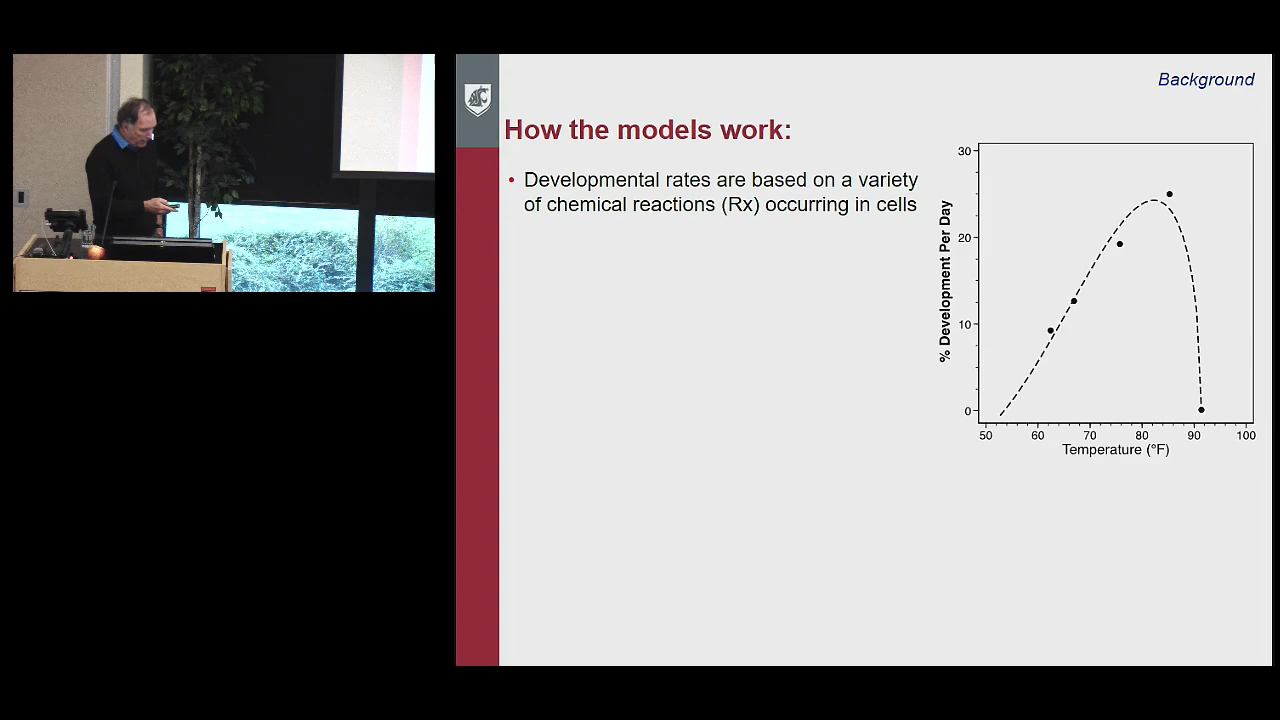 Background
How the models work:
• Developmental rates are based on a variety
of chemical reactions (Rx) occurring in cells
% Development Per Day
30
20
10
0
50 60 70 80 90 100
Temperature (°F)